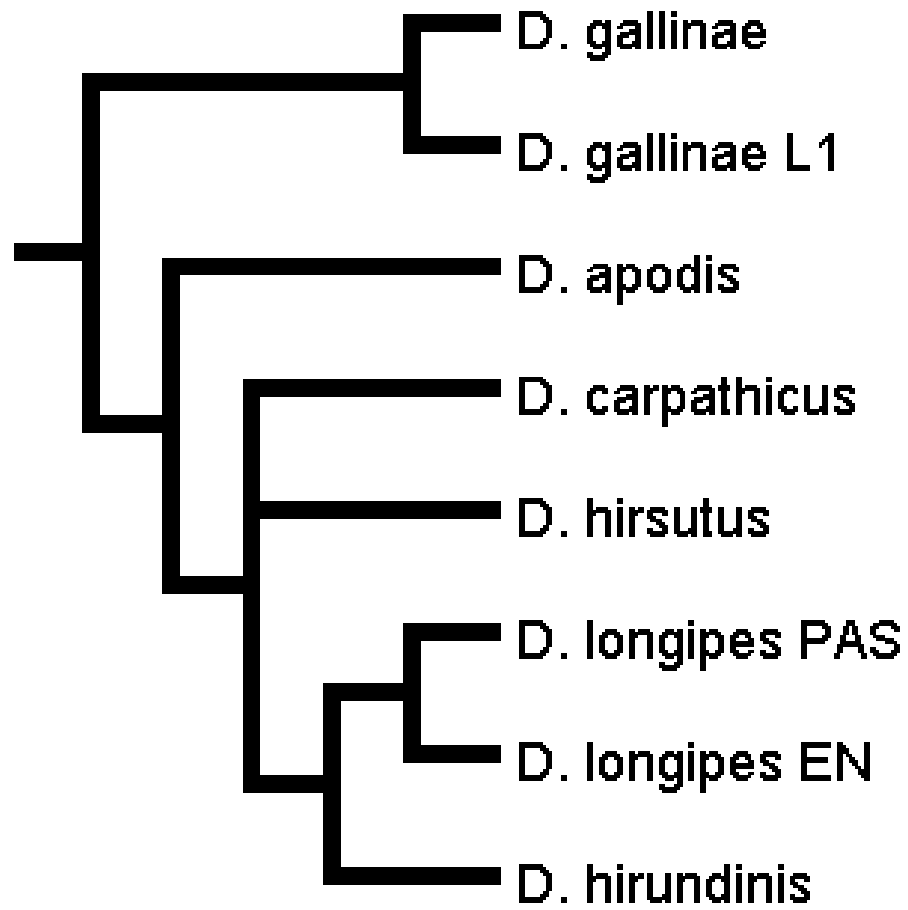 D. gallinae
D. gallinae L1
D. apodis
D. carpathicus
D. hirsutus
D. longipes PAS
D. longipes EN
D. hirundinis